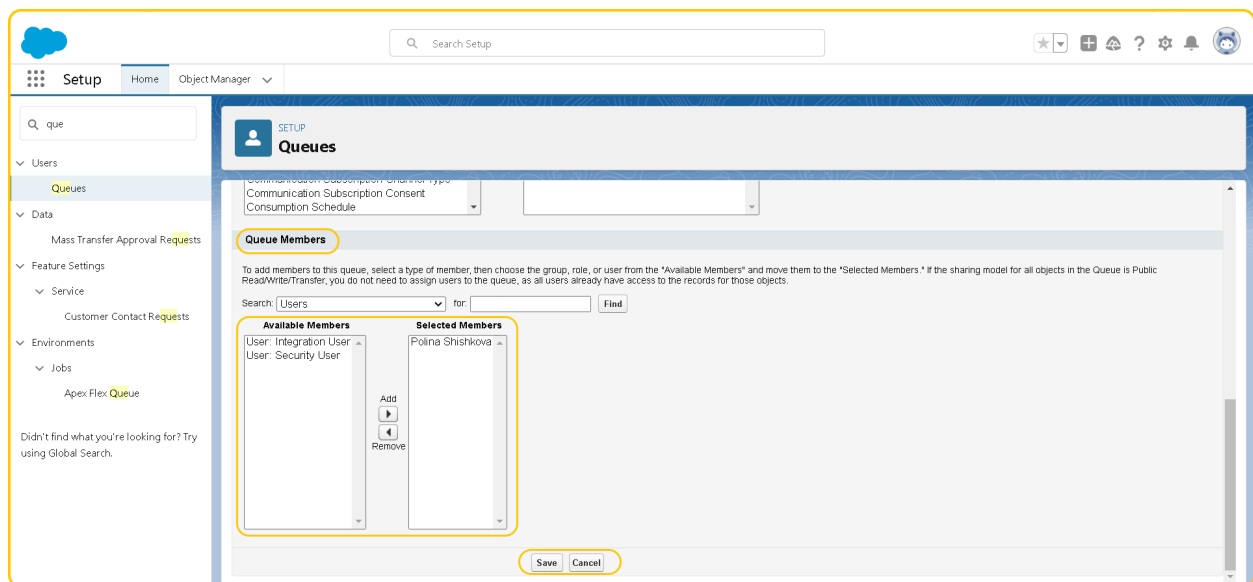 Search Setup
Setup
Home
Object Manager
que
Users
Queues
Data
Mass Transfer Approval Requests
Feature Settings
Service
Customer Contact Requests
Environments
Jobs
Apex Flex Queue
Didn't find what you're looking for? Try
using Global Search.
SETUP
Queues
Communication Subscription Channel Type
Communication Subscription Consent
Consumption Schedule
Queue Members
To add members to this queue, select a type of member, then choose the group, role, or user from the "Available Members" and move them to the "Selected Members." If the sharing model for all objects in the Queue is Public
Read/Write/Transfer, you do not need to assign users to the queue, as all users already have access to the records for those objects.
Search: Users for: Find
Available Members Selected Members
User: Integration User Polina Shishkova
User: Security User
Add
Remove
Save Cancel